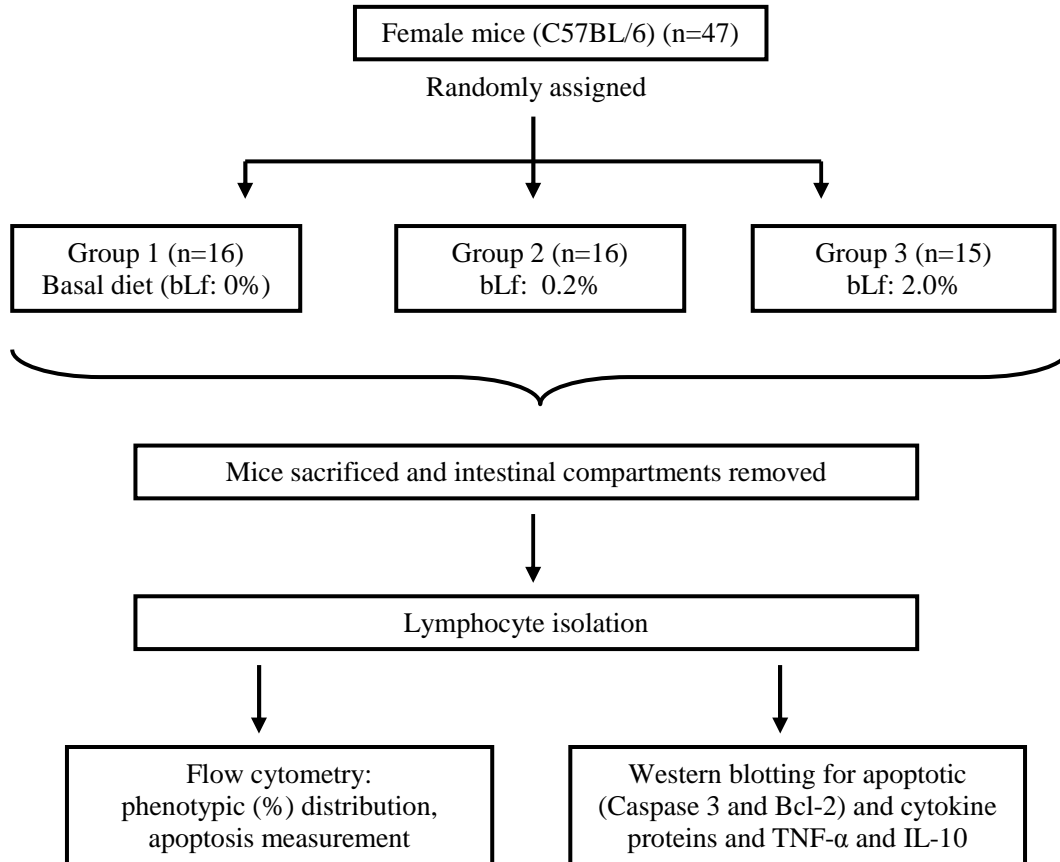 Female mice (C57BL/6) (n=47)
Randomly assigned
Group 1 (n=16)
Basal diet (bLf: 0%)
Group 2 (n=16)
bLf:  0.2%
Group 3 (n=15)
bLf: 2.0%
Mice sacrificed and intestinal compartments removed
Lymphocyte isolation
Flow cytometry:
phenotypic (%) distribution,
apoptosis measurement
Western blotting for apoptotic
(Caspase 3 and Bcl-2) and cytokine
proteins and TNF-α and IL-10